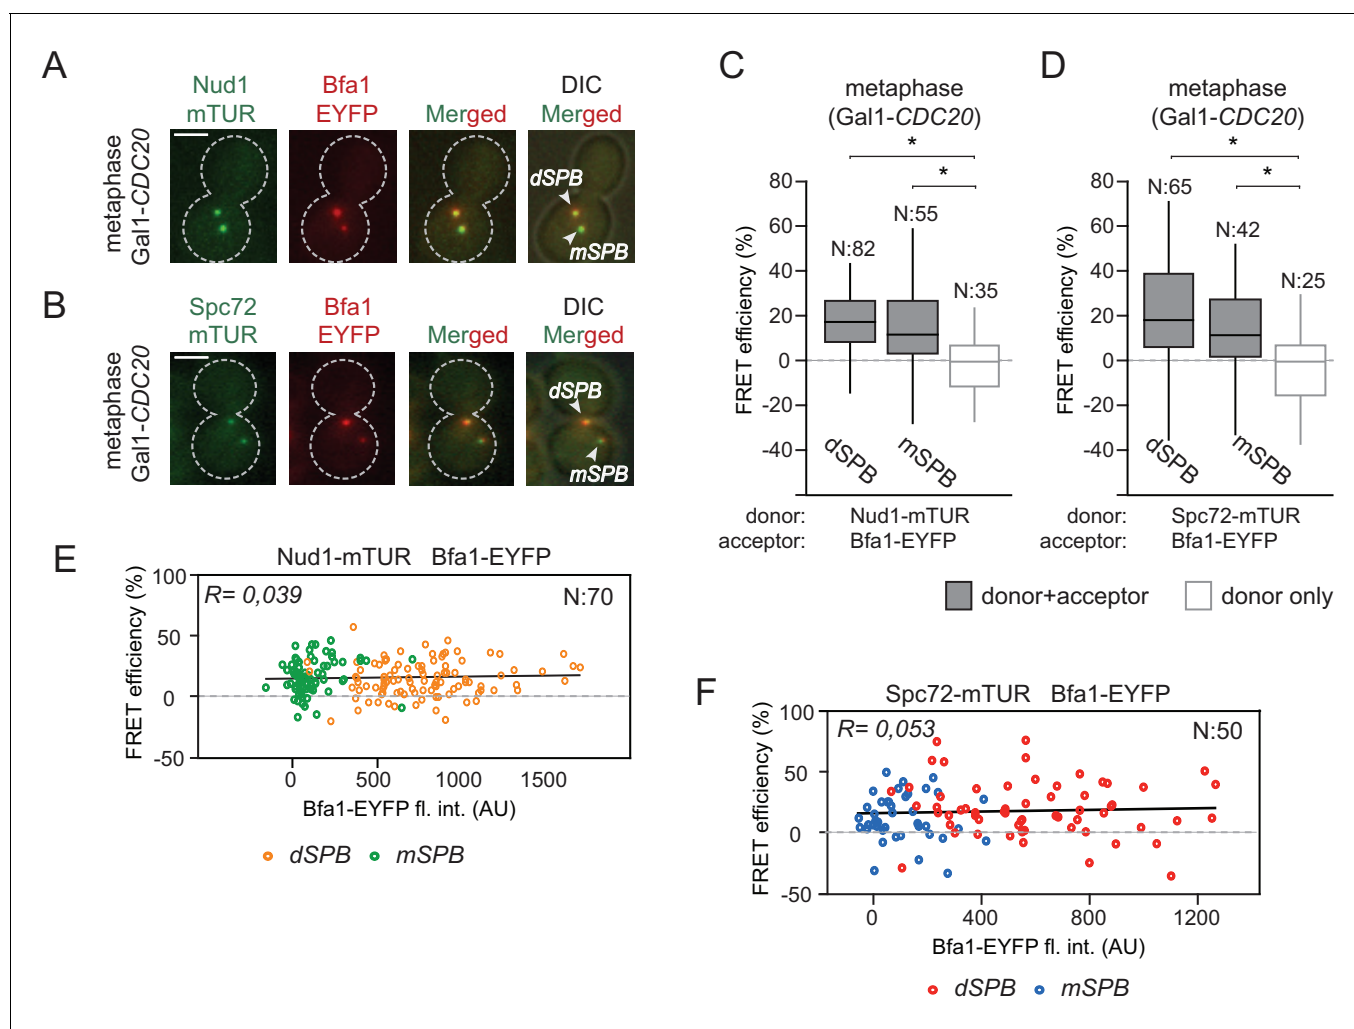 A
Nud1
mTUR
Bfa1
EYFP
Merged
DIC
Merged
metaphase
Gal1-CDC20
dSPB
mSPB
B
Spc72
mTUR
Bfa1
EYFP
Merged
DIC
Merged
metaphase
Gal1-CDC20
dSPB
mSPB
C
metaphase
(Gal1-CDC20)
*
*
FRET efficiency (%)
80
60
40
20
0
-20
-40
N:82
N:55
N:35
dSPB
mSPB
donor: Nud1-mTUR
acceptor: Bfa1-EYFP
D
metaphase
(Gal1-CDC20)
*
*
FRET efficiency (%)
80
60
40
20
0
-20
-40
N:65
N:42
N:25
dSPB
mSPB
donor: Spc72-mTUR
acceptor: Bfa1-EYFP
donor+acceptor
donor only
E
Nud1-mTUR Bfa1-EYFP
R= 0,039
N:70
FRET efficiency (%)
100
50
0
-50
0 500 1000 1500
Bfa1-EYFP fl. int. (AU)
dSPB mSPB
F
Spc72-mTUR Bfa1-EYFP
R= 0,053
N:50
FRET efficiency (%)
100
50
0
-50
0 400 800 1200
Bfa1-EYFP fl. int. (AU)
dSPB mSPB